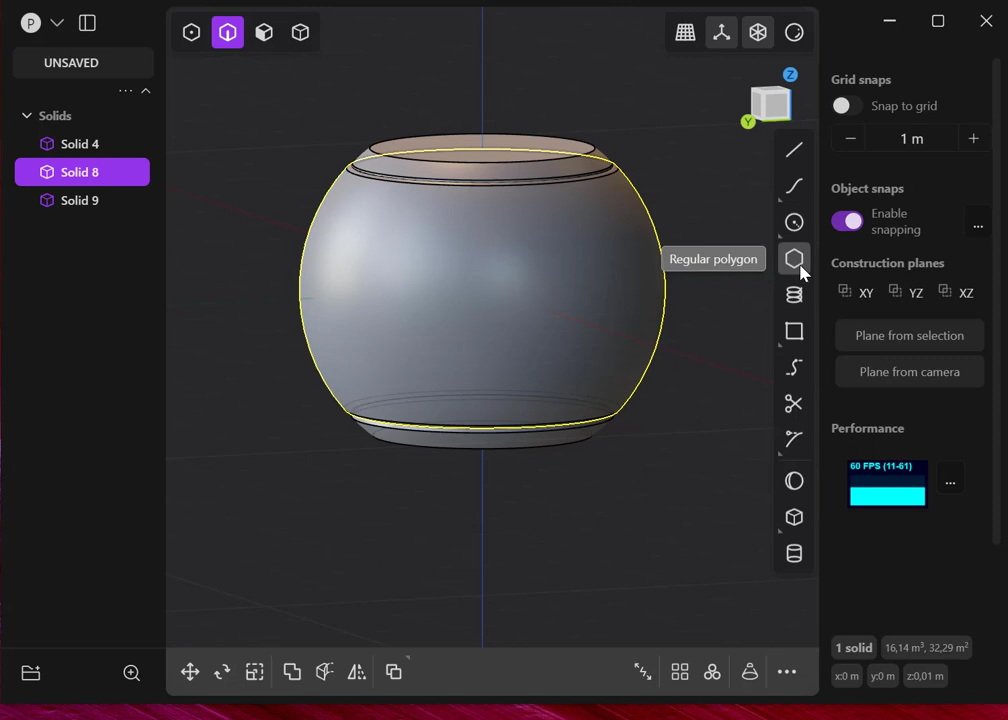 P
UNSAVED
Solids
Solid 4
Solid 8
Solid 9
Z
Y
Regular polygon
Grid snaps
Snap to grid
1 m
Object snaps
Enable
snapping
Construction planes
XY YZ XZ
Plane from selection
Plane from camera
Performance
60 FPS (11-61)
1 solid 16,14 m³, 32,29 m²
x:0 m y:0 m z:0,01 m